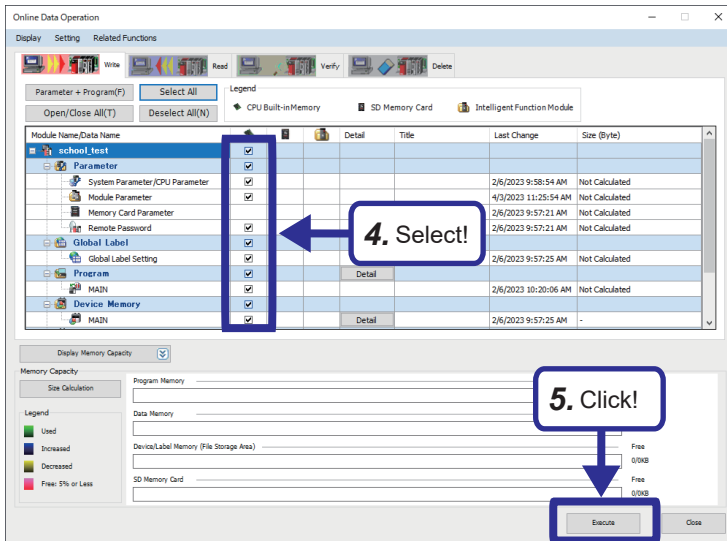 Online Data Operation
Display Setting Related Functions
Write Read Verify Delete
Parameter + Program(F) Select All Legend
Open/Close All(T) Deselect All(N) CPU Built-in Memory SD Memory Card Intelligent Function Module
Module Name/Data Name Detail Title Last Change Size (Byte)
school_test
Parameter
System Parameter/CPU Parameter 2/6/2023 9:58:54 AM Not Calculated
Module Parameter 4/3/2023 11:25:54 AM Not Calculated
Memory Card Parameter 2/6/2023 9:57:21 AM Not Calculated
Remote Password 2/6/2023 9:57:21 AM Not Calculated
4. Select!
Global Label
Global Label Setting 2/6/2023 9:57:25 AM Not Calculated
Program Detail
MAIN 2/6/2023 10:20:06 AM Not Calculated
Device Memory
MAIN Detail 2/6/2023 9:57:25 AM -
Display Memory Capacity
Memory Capacity
Size Calculation Program Memory
5. Click!
Legend Data Memory
Used
Increased Device/Label Memory (File Storage Area) Free
Decreased 0/0KB
Free: 5% or Less SD Memory Card Free
0/0KB
Execute Close